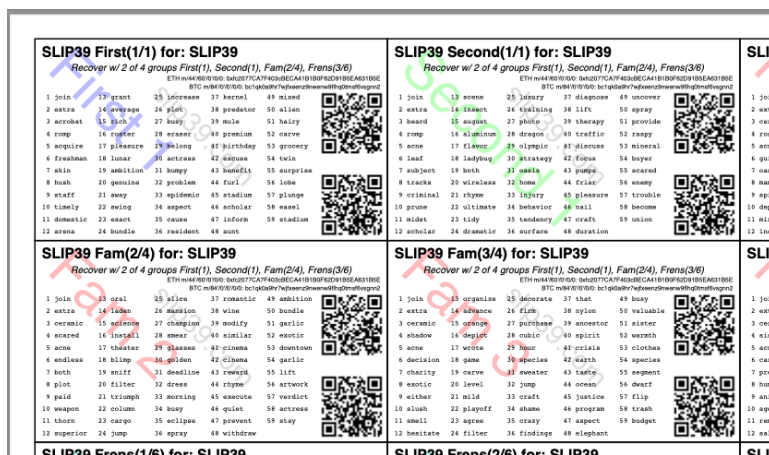 SLIP39 First(1/1) for: SLIP39
Recover w/ 2 of 4 groups First(1), Second(1), Fam(2/4), Frens(3/6)
ETH m/44'/60'/0'/0/0: 0xfc2077CA7F403cBECA41B1B0F62D91B5EA631B5E
BTC m/84'/0'/0'/0/0: bc1qk0a9hr7wjfxeenz9nwenw9flhq0tmsf6vsgnn2
1 join 13 grant 25 increase 37 kernel 49 mixed
2 extra 14 average 26 plot 38 predator 50 alien
3 acrobat 15 rich 27 busy 39 mule 51 hairy
4 romp 16 roster 28 eraser 40 premium 52 carve
5 acquire 17 pleasure 29 belong 41 birthday 53 grocery
6 freshman 18 lunar 30 actress 42 excuse 54 twin
7 skin 19 ambition 31 bumpy 43 benefit 55 surprise
8 hush 20 genuine 32 problem 44 furl 56 lobe
9 staff 21 away 33 epidemic 45 stadium 57 plunge
10 timely 22 swing 34 aspect 46 scholar 58 easel
11 domestic 23 exact 35 cause 47 inform 59 stadium
12 arena 24 bundle 36 resident 48 aunt
First 1
slip39.com
SLIP39 Second(1/1) for: SLIP39
Recover w/ 2 of 4 groups First(1), Second(1), Fam(2/4), Frens(3/6)
ETH m/44'/60'/0'/0/0: 0xfc2077CA7F403cBECA41B1B0F62D91B5EA631B5E
BTC m/84'/0'/0'/0/0: bc1qk0a9hr7wjfxeenz9nwenw9flhq0tmsf6vsgnn2
1 join 13 scene 25 luxury 37 diagnose 49 uncover
2 extra 14 insect 26 training 38 lift 50 spray
3 beard 15 august 27 photo 39 therapy 51 provide
4 romp 16 aluminum 28 dragon 40 traffic 52 raspy
5 acne 17 flavor 29 olympic 41 discuss 53 mineral
6 leaf 18 ladybug 30 strategy 42 focus 54 buyer
7 subject 19 both 31 oasis 43 pumps 55 scared
8 tracks 20 wireless 32 home 44 friar 56 enemy
9 criminal 21 rhyme 33 injury 45 pleasure 57 trouble
10 prune 22 ultimate 34 behavior 46 nail 58 become
11 midst 23 tidy 35 tendency 47 craft 59 union
12 scholar 24 dramatic 36 surface 48 duration
Second 1
slip39.com
SLIP39 Fam(2/4) for: SLIP39
Recover w/ 2 of 4 groups First(1), Second(1), Fam(2/4), Frens(3/6)
ETH m/44'/60'/0'/0/0: 0xfc2077CA7F403cBECA41B1B0F62D91B5EA631B5E
BTC m/84'/0'/0'/0/0: bc1qk0a9hr7wjfxeenz9nwenw9flhq0tmsf6vsgnn2
1 join 13 oral 25 slice 37 romantic 49 ambition
2 extra 14 laden 26 mansion 38 wine 50 bundle
3 ceramic 15 science 27 champion 39 modify 51 garlic
4 scared 16 install 28 smear 40 similar 52 exotic
5 acne 17 theater 29 glasses 41 cinema 53 downtown
6 endless 18 blimp 30 golden 42 cinema 54 garlic
7 both 19 sniff 31 deadline 43 reward 55 lift
8 plot 20 filter 32 dress 44 rhyme 56 artwork
9 paid 21 triumph 33 morning 45 execute 57 verdict
10 weapon 22 column 34 busy 46 quiet 58 actress
11 thorn 23 cargo 35 eclipse 47 prevent 59 stay
12 superior 24 jump 36 spray 48 withdraw
Fam 2
slip39.com
SLIP39 Fam(3/4) for: SLIP39
Recover w/ 2 of 4 groups First(1), Second(1), Fam(2/4), Frens(3/6)
ETH m/44'/60'/0'/0/0: 0xfc2077CA7F403cBECA41B1B0F62D91B5EA631B5E
BTC m/84'/0'/0'/0/0: bc1qk0a9hr7wjfxeenz9nwenw9flhq0tmsf6vsgnn2
1 join 13 organize 25 decorate 37 that 49 busy
2 extra 14 advance 26 firm 38 nylon 50 valuable
3 ceramic 15 orange 27 purchase 39 ancestor 51 sister
4 shadow 16 depict 28 cubic 40 spirit 52 warmth
5 acne 17 wrote 29 hour 41 crisis 53 clothes
6 decision 18 game 30 species 42 earth 54 species
7 charity 19 carve 31 sweater 43 taste 55 segment
8 exotic 20 level 32 jump 44 ocean 56 dwarf
9 either 21 mild 33 craft 45 justice 57 flip
10 slush 22 playoff 34 shame 46 program 58 trash
11 smell 23 agree 35 crazy 47 aspect 59 budget
12 hesitate 24 filter 36 findings 48 elephant
Fam 3
slip39.com
SLIP39 Frens(1/6) for: SLIP39
SLIP39 Frens(2/6) for: SLIP39